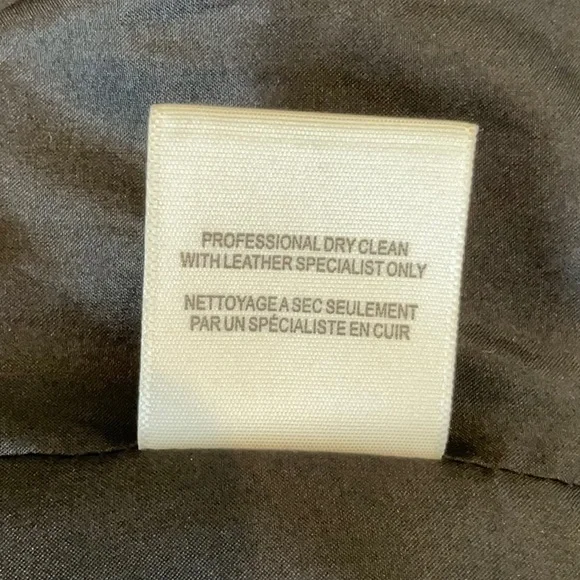 PROFESSIONAL DRY CLEAN
WITH LEATHER SPECIALIST ONLY
NETTOYAGE A SEC SEULEMENT
PAR UN SPÉCIALISTE EN CUIR